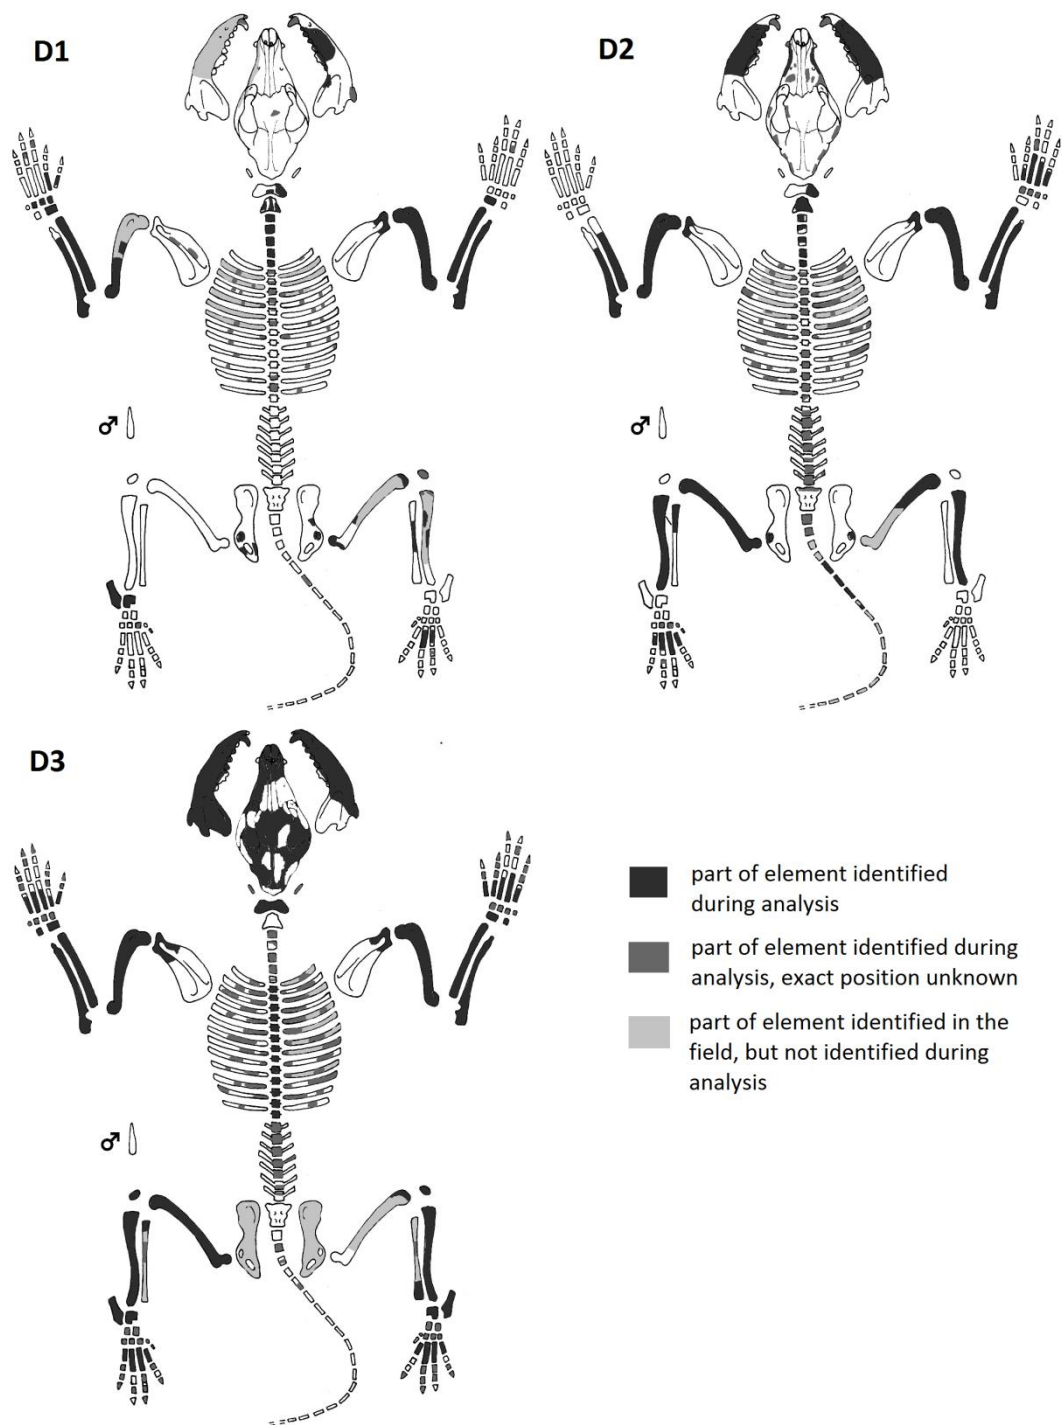 D1
D2
♂
♂
D3
part of element identified
during analysis
part of element identified during
analysis, exact position unknown
part of element identified in the
field, but not identified during
analysis
♂